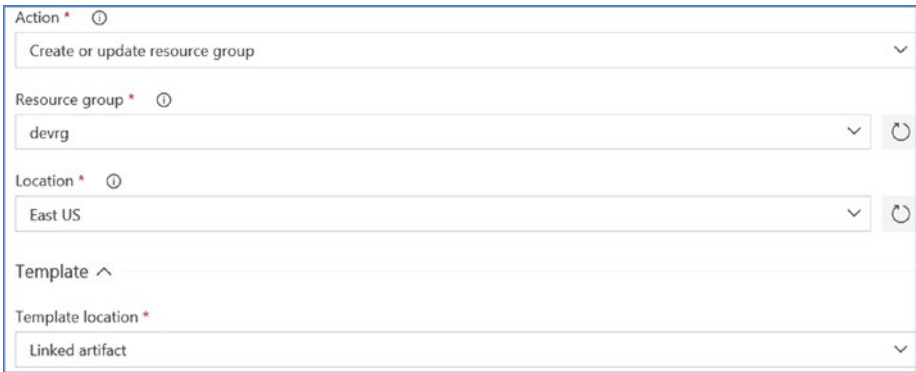 Action *
Create or update resource group
Resource group *
devrg
Location *
East US
Template
Template location *
Linked artifact